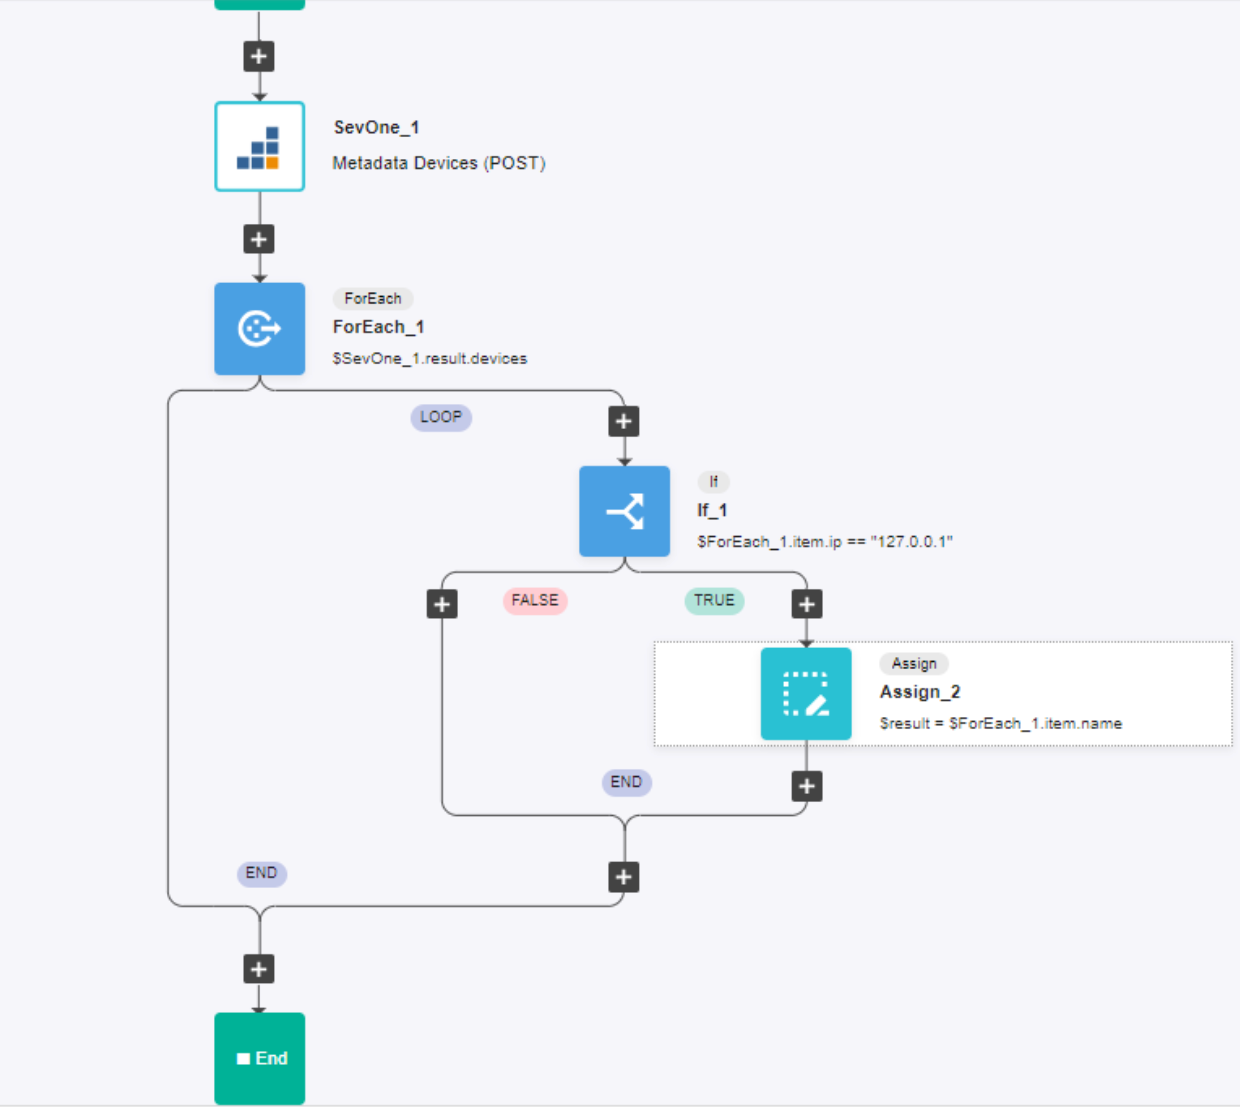 SevOne_1
Metadata Devices (POST)
ForEach
ForEach_1
$SevOne_1.result.devices
LOOP
If
If_1
$ForEach_1.item.ip == "127.0.0.1"
FALSE
TRUE
Assign
Assign_2
$result = $ForEach_1.item.name
END
END
End